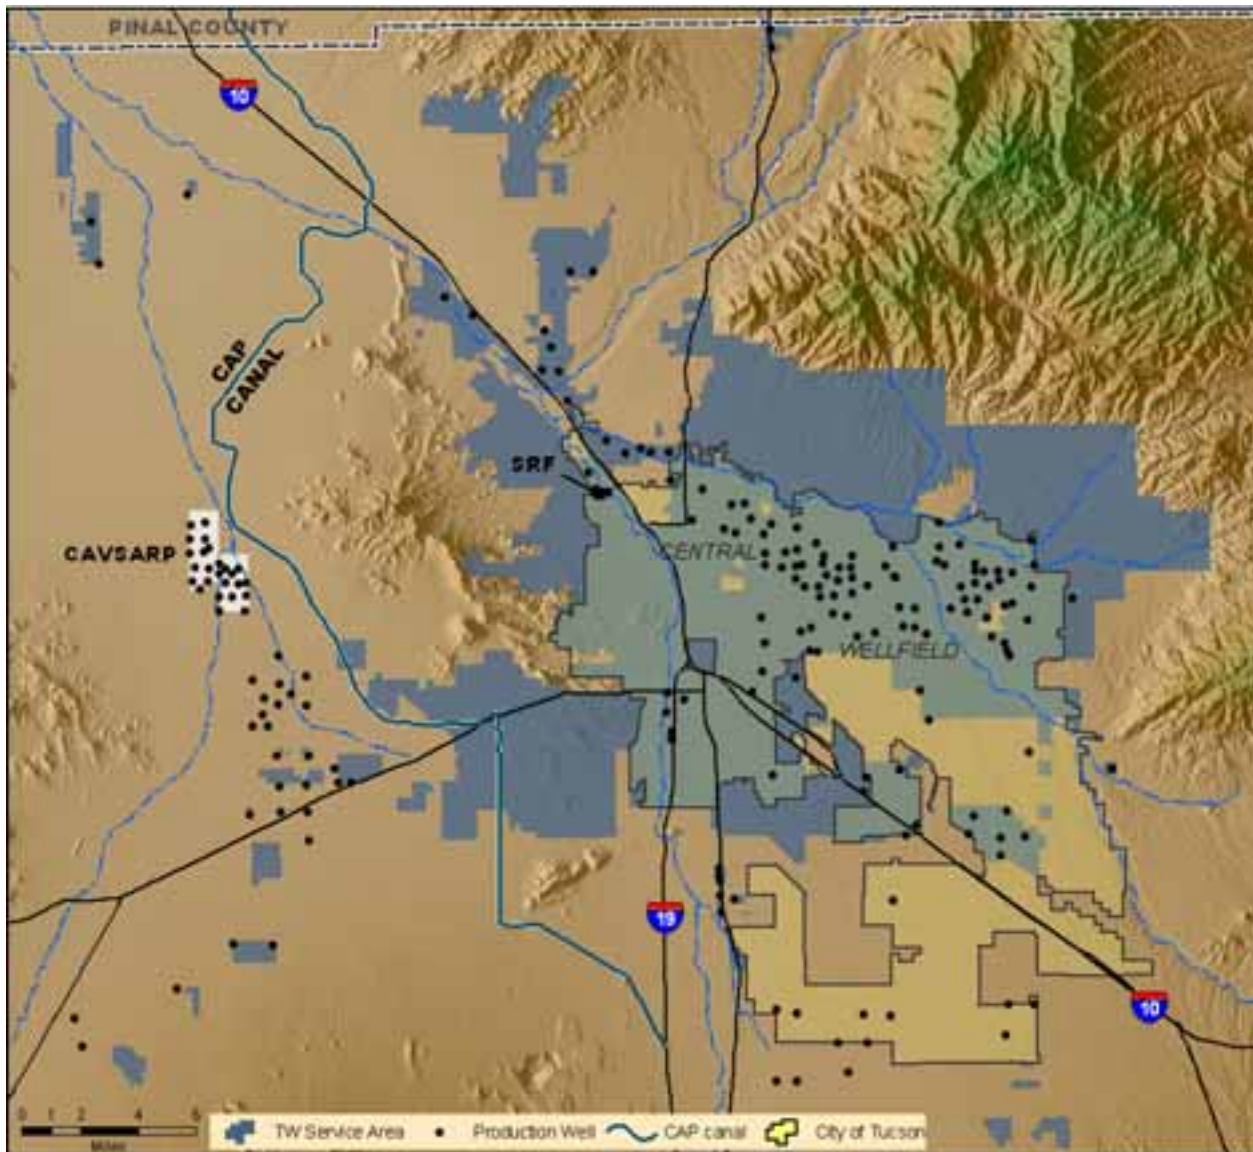 PINAL COUNTY
10
CAP
CANAL
SRF
CAVSARP
CENTRAL
WELLFIELD
19
10
0 1 2 4 6
Miles
TW Service Area
Production Well
CAP canal
City of Tucson